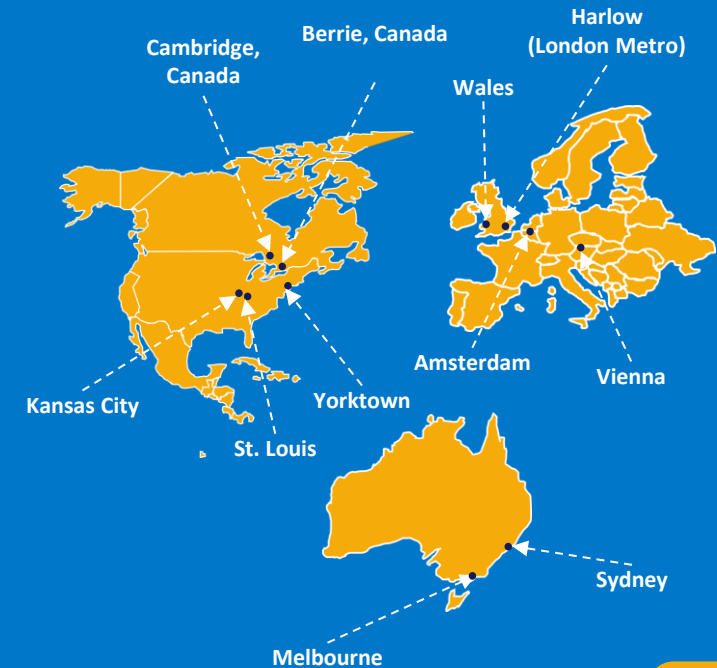 Harlow
(London Metro)
Berrie, Canada
Cambridge,
Canada
Wales
Amsterdam
Vienna
Kansas City
Yorktown
St. Louis
Sydney
Melbourne